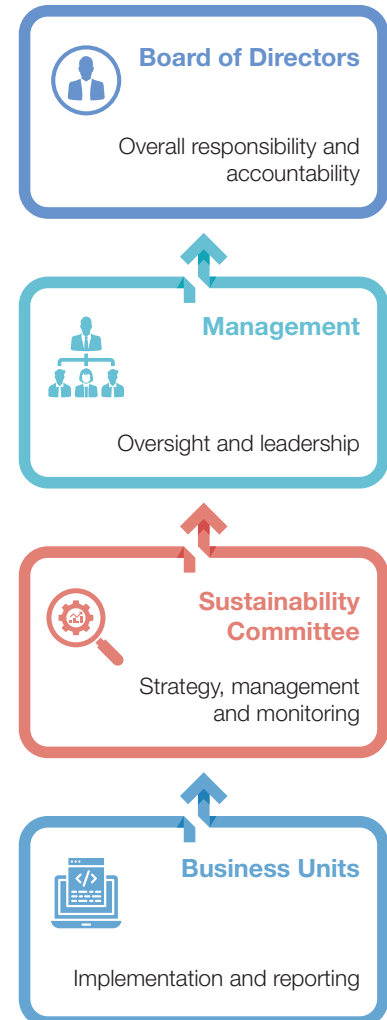 Board of Directors
Overall responsibility and
accountability
Management
Oversight and leadership
Sustainability
Committee
Strategy, management
and monitoring
</>
Business Units
Implementation and reporting